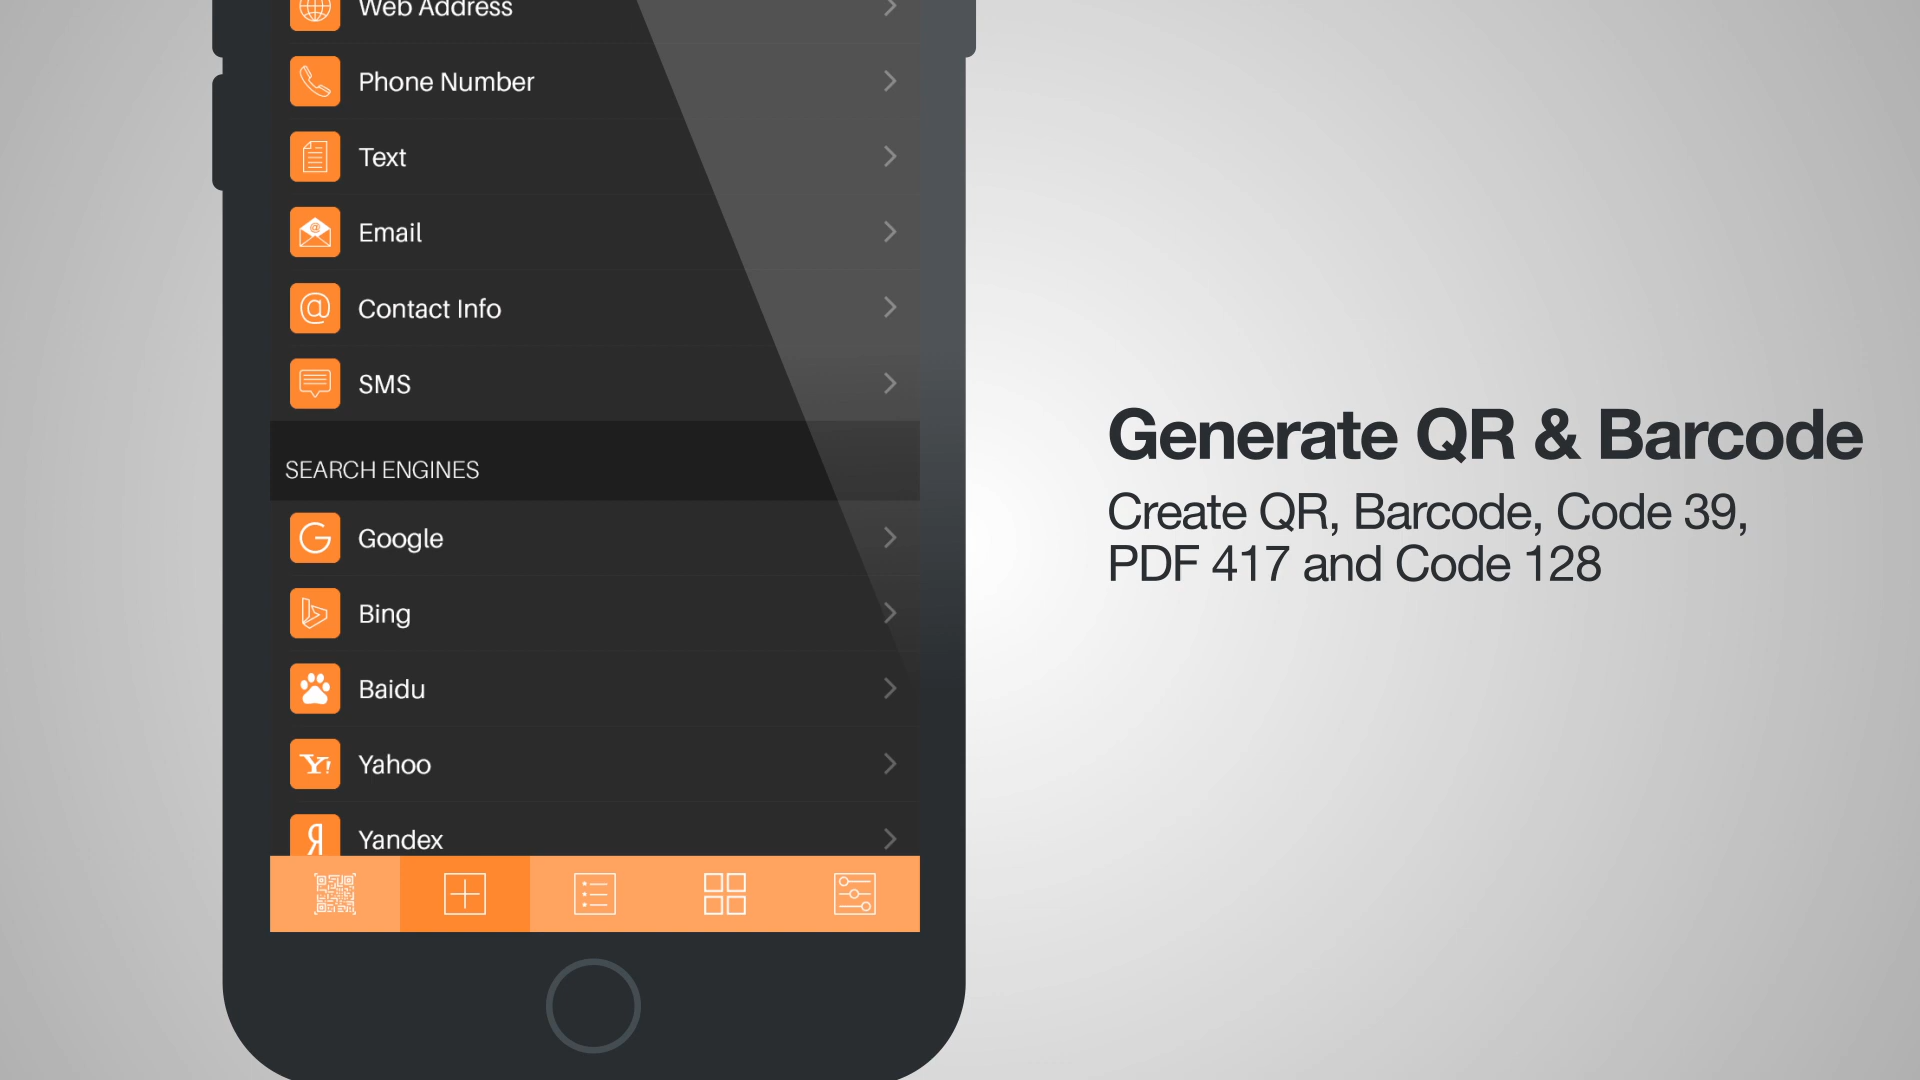 Web Address
Phone Number
Text
Email
Contact Info
SMS
SEARCH ENGINES
Google
Bing
Baidu
Yahoo
Yandex
Generate QR & Barcode
Create QR, Barcode, Code 39,
PDF 417 and Code 128